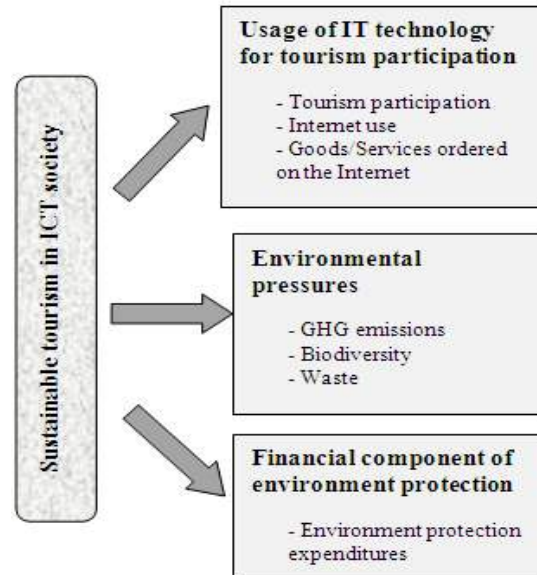 Sustainable tourism in ICT society
Usage of IT technology
for tourism participation
- Tourism participation
- Internet use
- Goods/Services ordered
on the Internet
Environmental
pressures
- GHG emissions
- Biodiversity
- Waste
Financial component of
environment protection
- Environment protection
expenditures